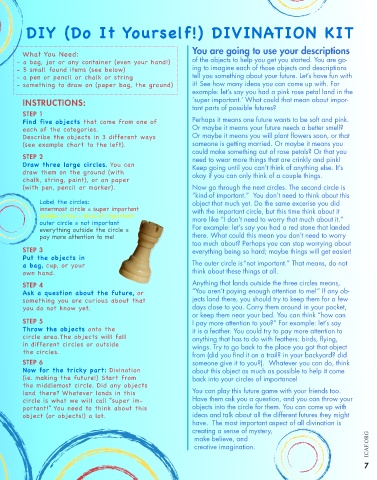 DIY (Do It Yourself!) DIVINATION KIT
What You Need:
- a bag, jar or any container (even your hand!)
- 5 small found items (see below)
- a pen or pencil or chalk or string
- something to draw on (paper bag, the ground)
INSTRUCTIONS:
STEP 1
Find five objects that come from one of
each of the categories.
Describe the objects in 3 different ways
(see example chart to the left).
STEP 2
Draw three large circles. You can
draw them on the ground (with
chalk, string, paint), or on paper
(with pen, pencil or marker).
Label the circles:
innermost circle = super important
outer circle = not important
everything outside the circle =
pay more attention to me!
STEP 3
Put the objects in
a bag, cup, or your
own hand.
STEP 4
Ask a question about the future, or
something you are curious about that
you do not know yet.
STEP 5
Throw the objects onto the
circle area. The objects will fall
in different circles or outside
the circles.
STEP 6
Now for the tricky part: Divination
(ie. making the future!) Start from
the middlemost circle. Did any objects
land there? Whatever lands in this
circle is what we will call "super im-
portant!" You need to think about this
object (or objects!) a lot.
You are going to use your descriptions
of the objects to help you get you started. You are go-
ing to imagine each of those objects and descriptions
tell you something about your future. Let's have fun with
it! See how many ideas you can come up with. For
example: let's say you had a pink rose petal land in the
'super important.' What could that mean about impor-
tant parts of possible futures?
Perhaps it means one future wants to be soft and pink.
Or maybe it means your future needs a better smell?
Or maybe it means you will plant flowers soon, or that
someone is getting married. Or maybe it means you
could make something out of rose petals? Or that you
need to wear more things that are crinkly and pink!
Keep going until you can't think of anything else. It's
okay if you can only think of a couple things.
Now go through the next circles. The second circle is
"kind of important." You don't need to think about this
object that much yet. Do the same exercise you did
with the important circle, but this time think about it
more like "I don't need to worry that much about it."
For example: let's say you had a red stone that landed
there. What could this mean you don't need to worry
too much about? Perhaps you can stop worrying about
everything being so hard; maybe things will get easier!
The outer circle is "not important." That means, do not
think about these things at all.
Anything that lands outside the three circles means,
"You aren't paying enough attention to me!" If any ob-
jects land there, you should try to keep them for a few
days close to you. Carry them around in your pocket,
or keep them near your bed. You can think "how can
I pay more attention to you?" For example: let's say
it is a feather. You could try to pay more attention to
anything that has to do with feathers: birds, flying,
wings. Try to go back to the place you got that object
from (did you find it on a trail? in your backyard? did
someone give it to you?). Whatever you can do, think
about this object as much as possible to help it come
back into your circles of importance!
You can play this future game with your friends too.
Have them ask you a question, and you can throw your
objects into the circle for them. You can come up with
ideas and talk about all the different futures they might
have. The most important aspect of all divination is
creating a sense of mystery,
make believe, and
creative imagination.
ICAF.ORG
7